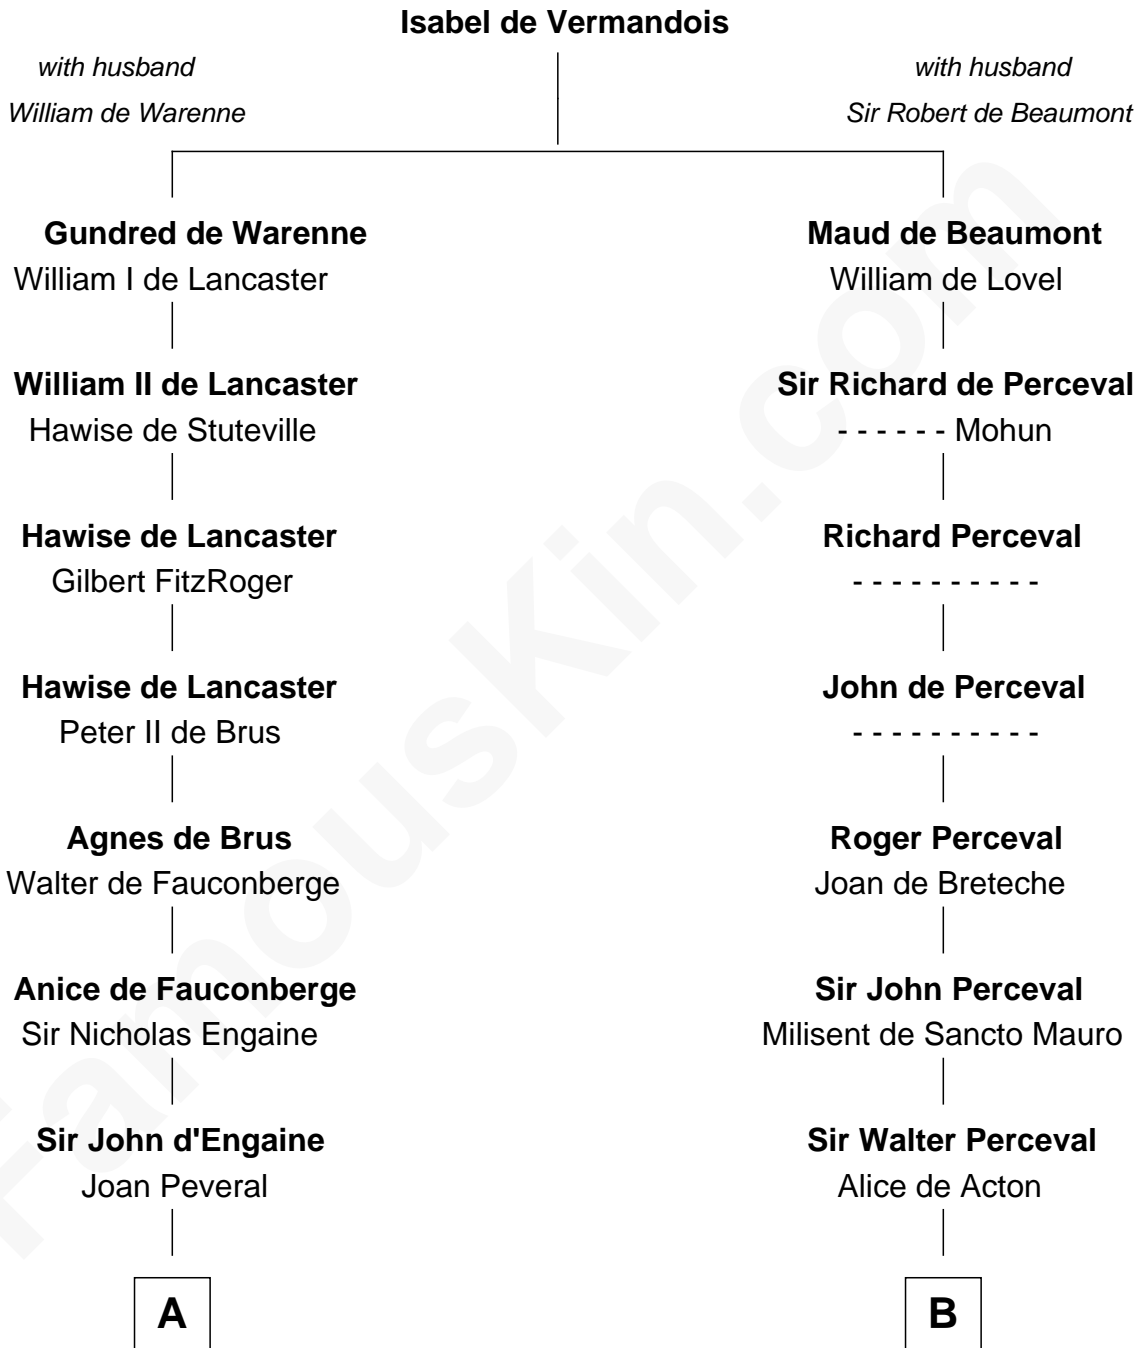 Isabel de Vermandois
with husband
William de Warenne
with husband
Sir Robert de Beaumont
Gundred de Warenne
William I de Lancaster
William II de Lancaster
Hawise de Stuteville
Hawise de Lancaster
Gilbert FitzRoger
Hawise de Lancaster
Peter II de Brus
Agnes de Brus
Walter de Fauconberge
Anice de Fauconberge
Sir Nicholas Engaine
Sir John d'Engaine
Joan Peveral
A
Maud de Beaumont
William de Lovel
Sir Richard de Perceval
- - - - - - Mohun
Richard Perceval
- - - - - - - - - -
John de Perceval
- - - - - - - - - -
Roger Perceval
Joan de Breteche
Sir John Perceval
Milisent de Sancto Mauro
Sir Walter Perceval
Alice de Acton
B
FamousKin.com